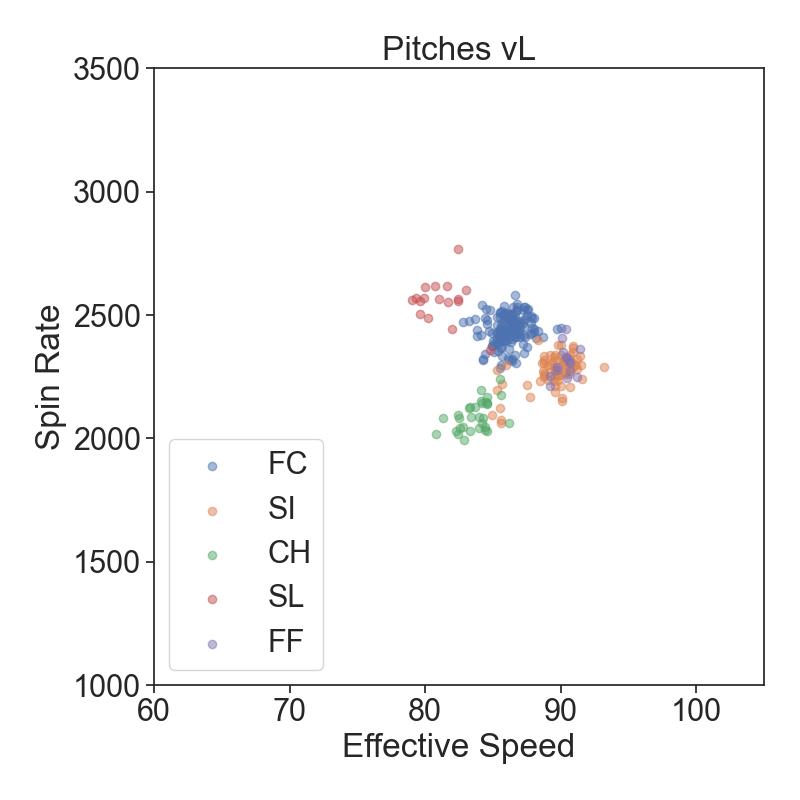 Pitches vL
3500
3000
2500
2000
1500
1000
Spin Rate
FC
SI
CH
SL
FF
60 70 80 90 100
Effective Speed